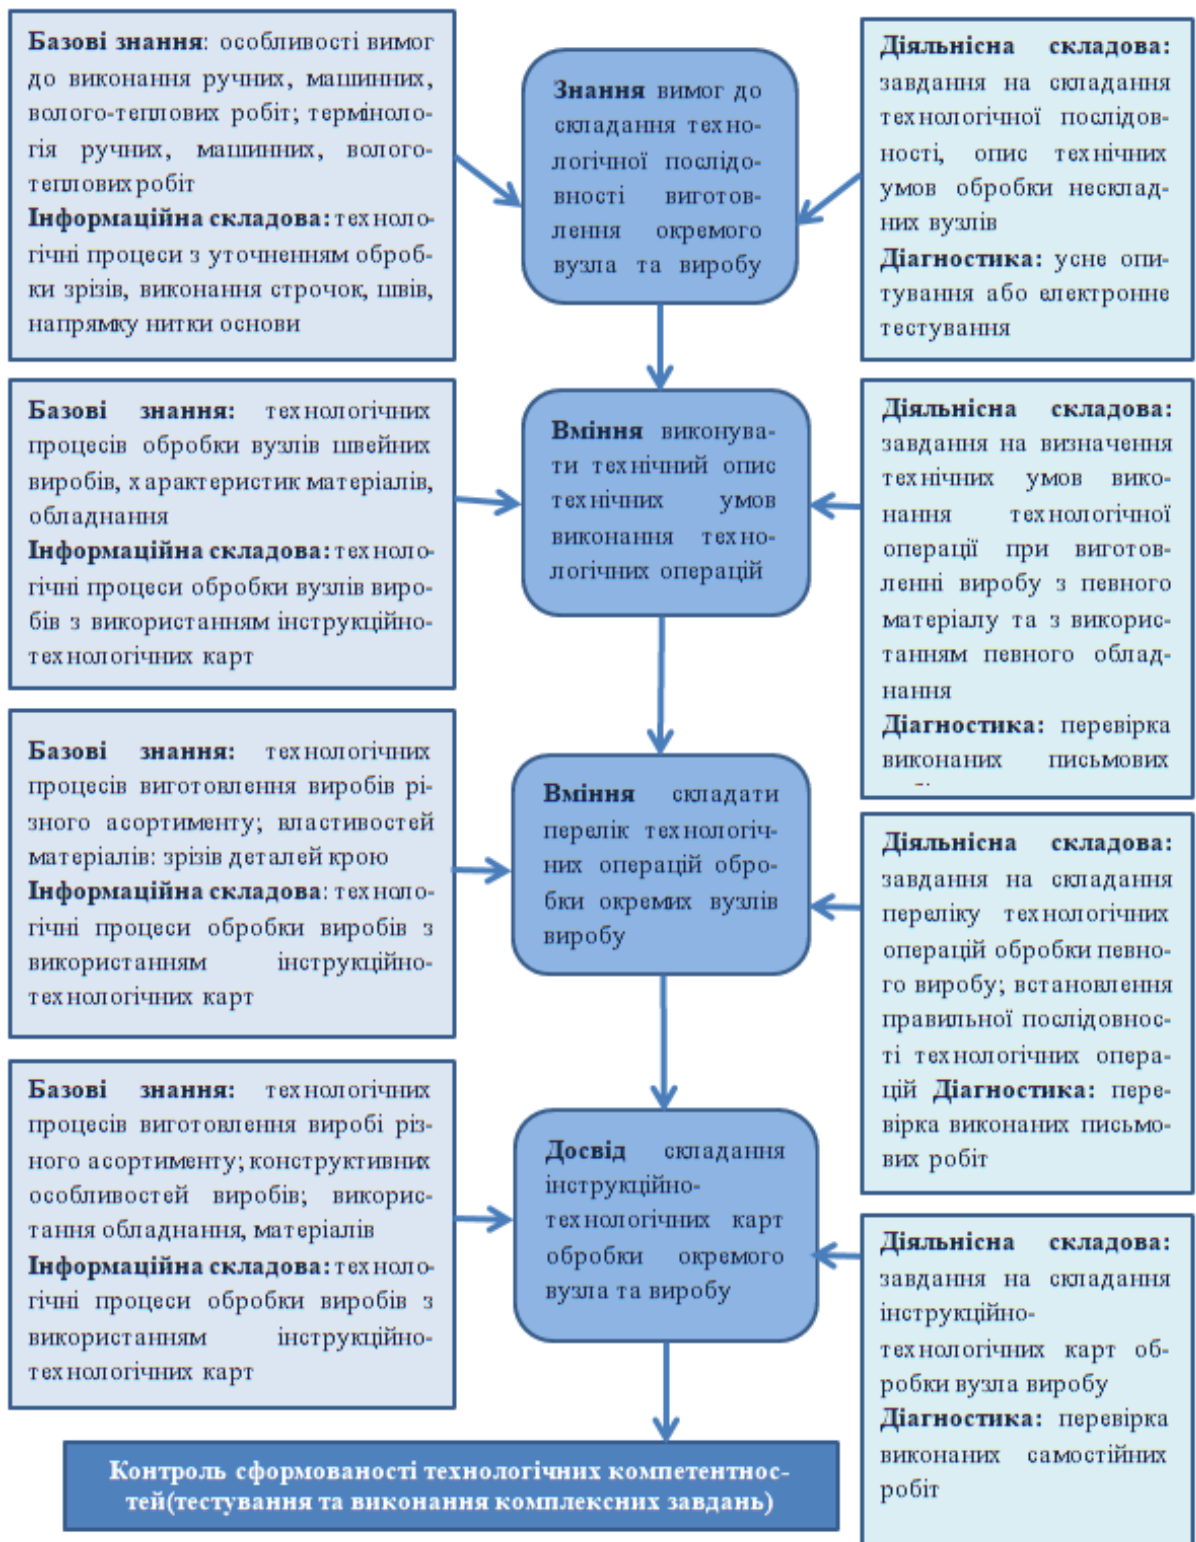 Базові знання: особливості вимог
до виконання ручних, машинних,
волого-теплових робіт; терміноло-
гія ручних, машинних, волого-
теплових робіт
Інформаційна складова: техноло-
гічні процеси з уточненням оброб-
ки зрізів, виконання строчок, швів,
напрямку нитки основи
Знання вимог до
складання техно-
логічної послідо-
вності виготов-
лення окремого
вузла та виробу
Діяльнісна складова:
завдання на складання
технологічної послідов-
ності, опис технічних
умов обробки несклад-
них вузлів
Діагностика: усне опи-
тування або електронне
тестування
Базові знання: технологічних
процесів обробки вузлів швейних
виробів, характеристик матеріалів,
обладнання
Інформаційна складова: техноло-
гічні процеси обробки вузлів виро-
бів з використанням інструкційно-
технологічних карт
Вміння виконува-
ти технічний опис
технічних умов
виконання техно-
логічних операцій
Діяльнісна складова:
завдання на визначення
технічних умов вико-
нання технологічної
операції при виготов-
ленні виробу з певного
матеріалу та з викорис-
танням певного облад-
нання
Діагностика: перевірка
виконаних письмових
Базові знання: технологічних
процесів виготовлення виробів рі-
зного асортименту; властивостей
матеріалів: зрізів деталей крою
Інформаційна складова: техноло-
гічні процеси обробки виробів з
використанням інструкційно-
технологічних карт
Вміння складати
перелік технологіч-
них операцій обро-
бки окремих вузлів
виробу
Діяльнісна складова:
завдання на складання
переліку технологічних
операцій обробки певно-
го виробу; встановлення
правильної послідовнос-
ті технологічних опера-
цій Діагностика: пере-
вірка виконаних письмо-
вих робіт
Базові знання: технологічних
процесів виготовлення виробі різ-
ного асортименту; конструктивних
особливостей виробів; викорис-
тання обладнання, матеріалів
Інформаційна складова: техноло-
гічні процеси обробки виробів з
використанням інструкційно-
технологічних карт
Досвід складання
інструкційно-
технологічних карт
обробки окремого
вузла та виробу
Діяльнісна складова:
завдання на складання
інструкційно-
технологічних карт об-
робки вузла виробу
Діагностика: перевірка
виконаних самостійних
робіт
Контроль сформованості технологічних компетентнос-
тей(тестування та виконання комплексних завдань)